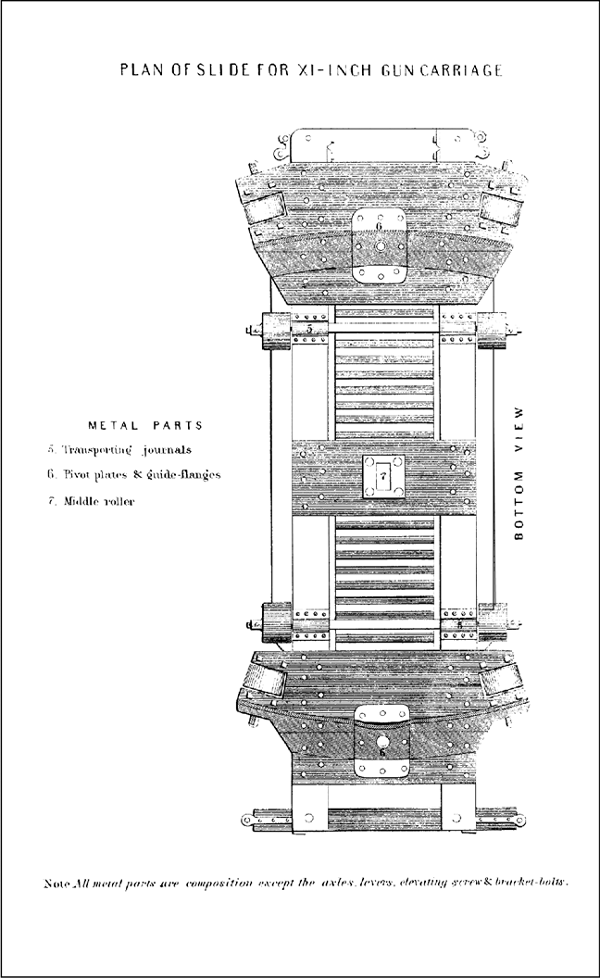 PLAN OF SLIDE FOR XI-INCH GUN CARRIAGE
6
5
METAL PARTS
5. Transporting journals
6. Pivot plates & guide-flanges
7. Middle roller
7
BOTTOM VIEW
5
6
Note All metal parts are composition except the axles, levers, elevating screw & bracket-bolts.